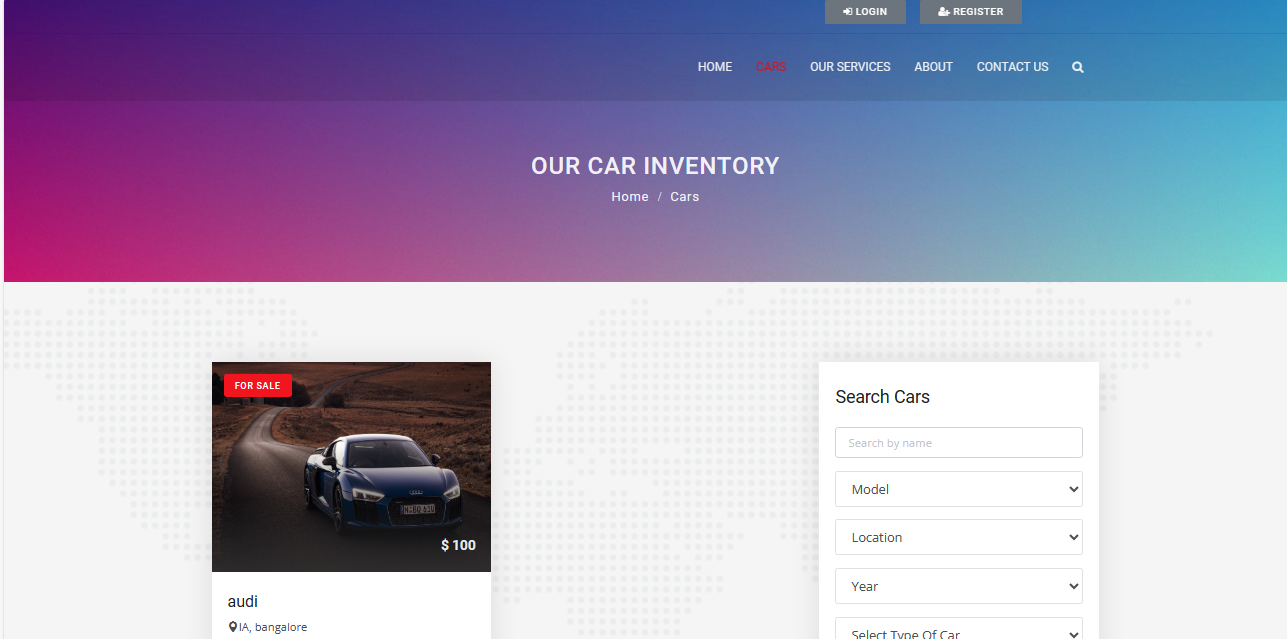 LOGIN
REGISTER
HOME
CARS
OUR SERVICES
ABOUT
CONTACT US
OUR CAR INVENTORY
Home / Cars
FOR SALE
$ 100
audi
IA, bangalore
Search Cars
Search by name
Model
Location
Year
Select Type Of Car